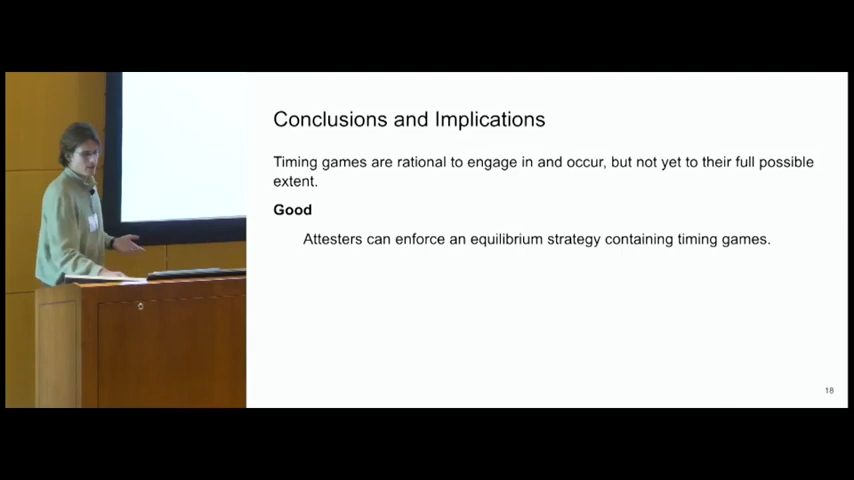 Conclusions and Implications
Timing games are rational to engage in and occur, but not yet to their full possible
extent.
Good
Attesters can enforce an equilibrium strategy containing timing games.
18